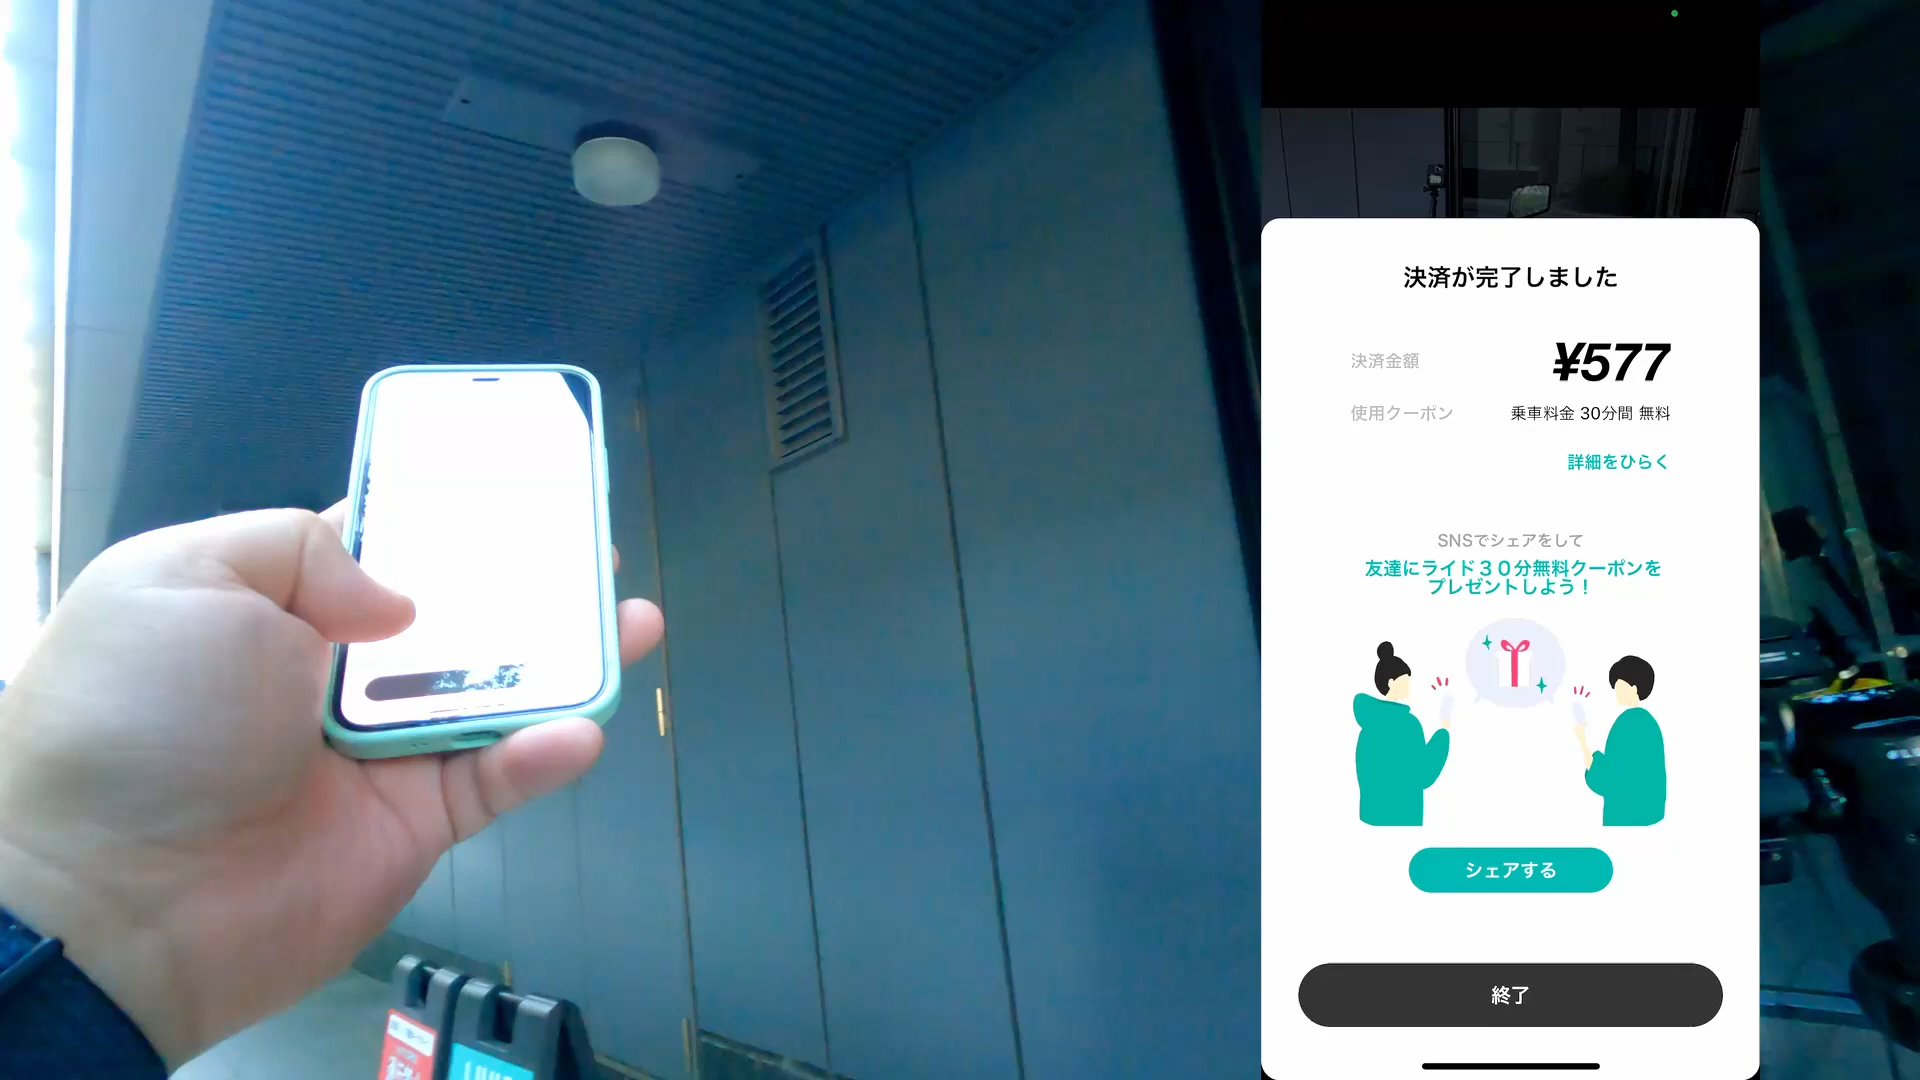 決済が完了しました
決済金額 ¥577
使用クーポン 乗車料金 30分間 無料
詳細をひらく
SNSでシェアをして
友達にライド３０分無料クーポンを
プレゼントしよう！
シェアする
終了